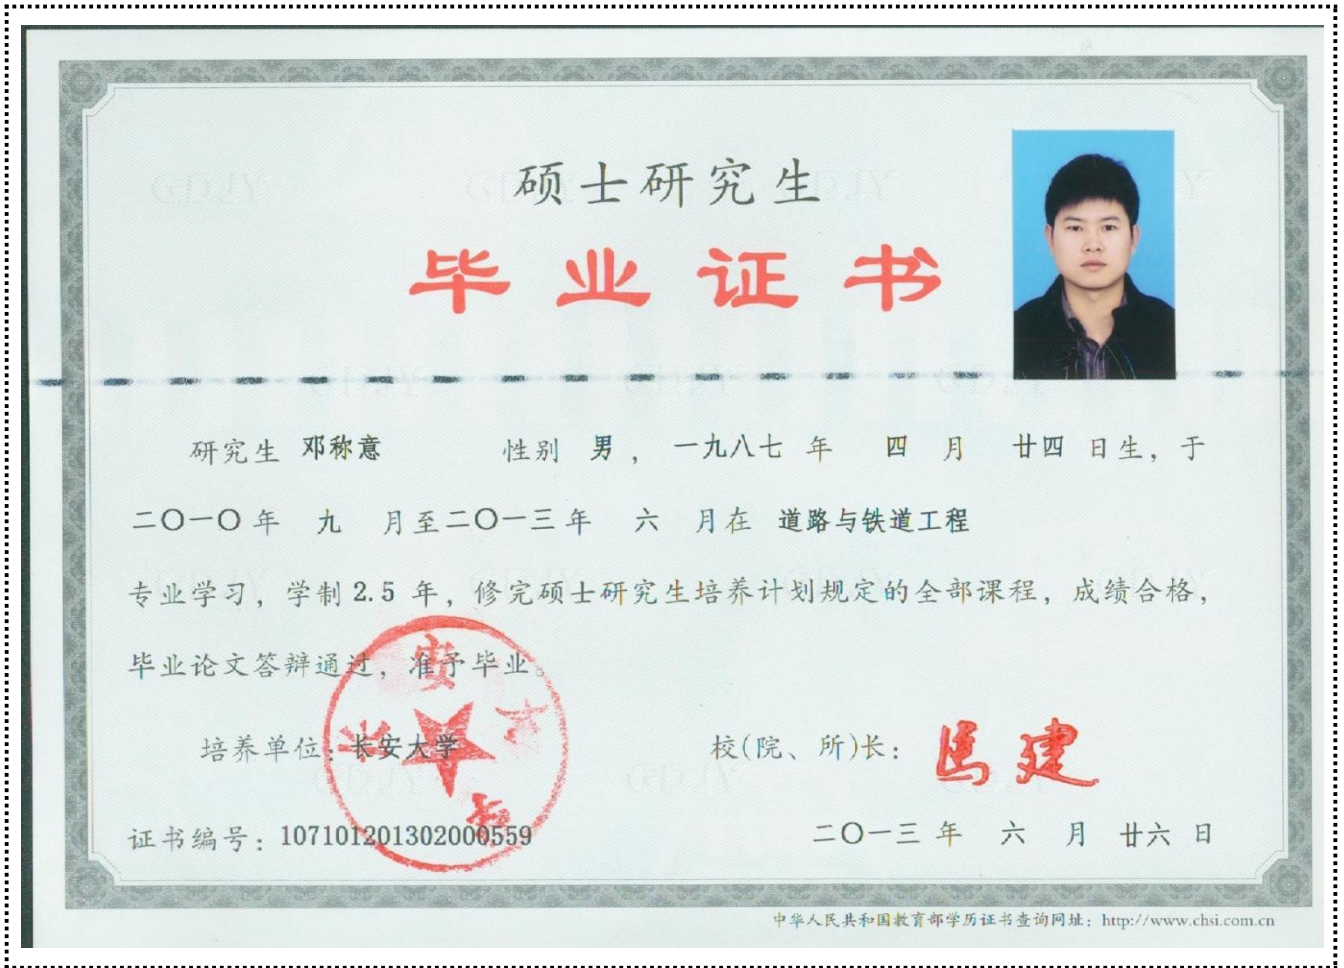 硕士研究生
毕业证书
研究生 邓称意 性别 男 ， 一九八七 年 四 月 廿四 日生，于
二〇一〇 年 九 月至二〇一三 年 六 月在 道路与铁道工程
专业学习，学制 2.5 年，修完硕士研究生培养计划规定的全部课程，成绩合格，
毕业论文答辩通过，准予毕业。
长安大学
培养单位：长安大学 校(院、所)长： 马建
证书编号：107101201302000559 二〇一三 年 六 月 廿六 日
中华人民共和国教育部学历证书查询网址：http://www.chsi.com.cn